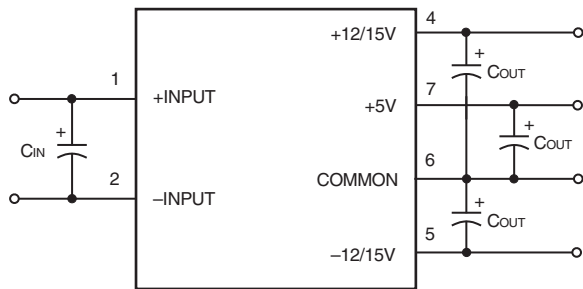 4
+12/15V
+
COUT
1
+INPUT
7
+5V
+
COUT
+
CIN
6
COMMON
2
–INPUT
+
COUT
5
–12/15V